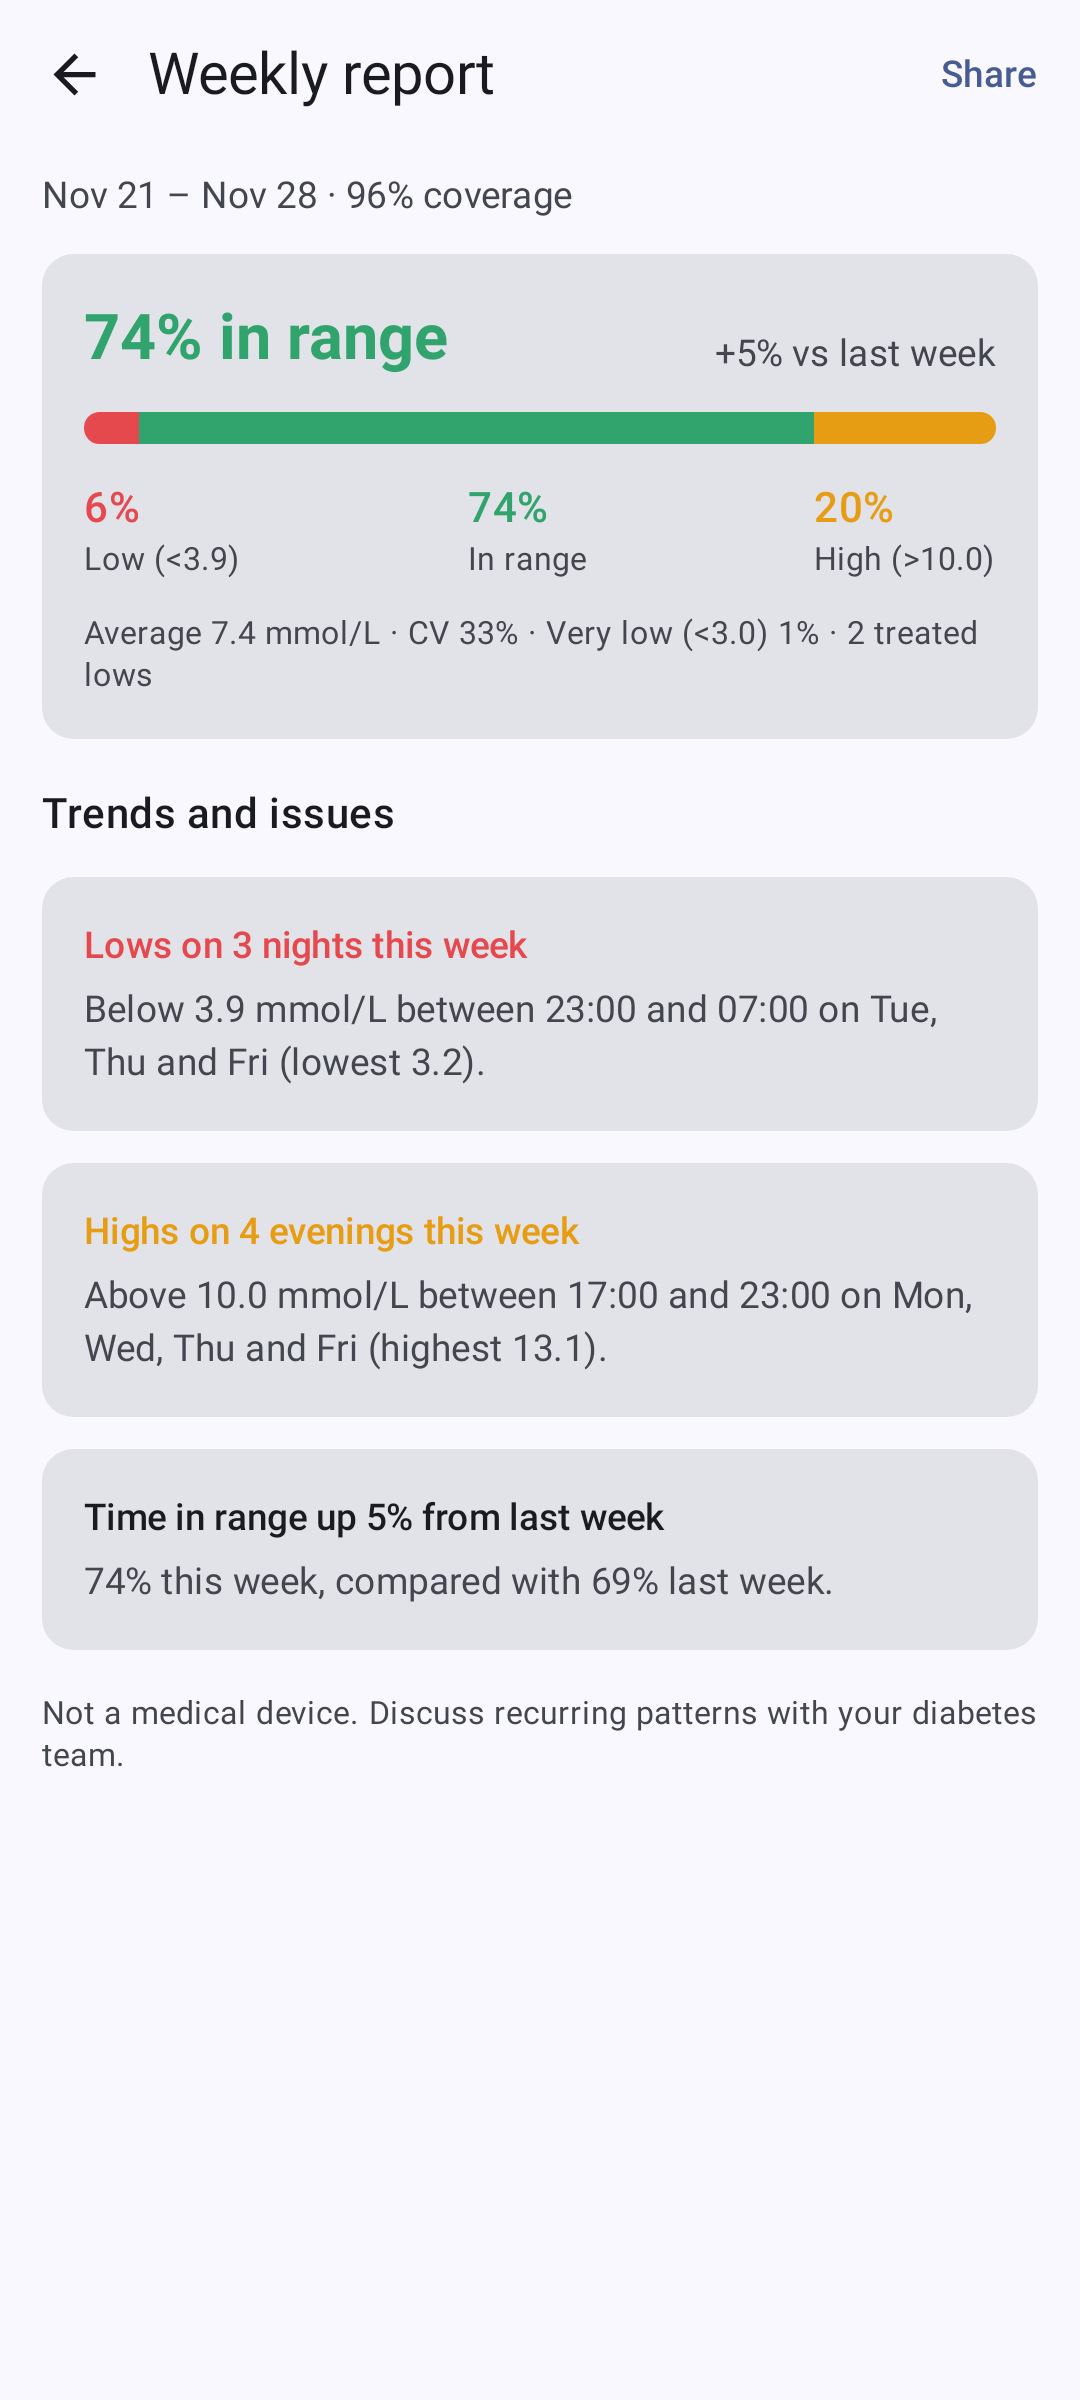 Weekly report
Share
Nov 21 – Nov 28 · 96% coverage
74% in range
+5% vs last week
6%
74%
20%
Low (<3.9)
In range
High (>10.0)
Average 7.4 mmol/L · CV 33% · Very low (<3.0) 1% · 2 treated
lows
Trends and issues
Lows on 3 nights this week
Below 3.9 mmol/L between 23:00 and 07:00 on Tue,
Thu and Fri (lowest 3.2).
Highs on 4 evenings this week
Above 10.0 mmol/L between 17:00 and 23:00 on Mon,
Wed, Thu and Fri (highest 13.1).
Time in range up 5% from last week
74% this week, compared with 69% last week.
Not a medical device. Discuss recurring patterns with your diabetes
team.